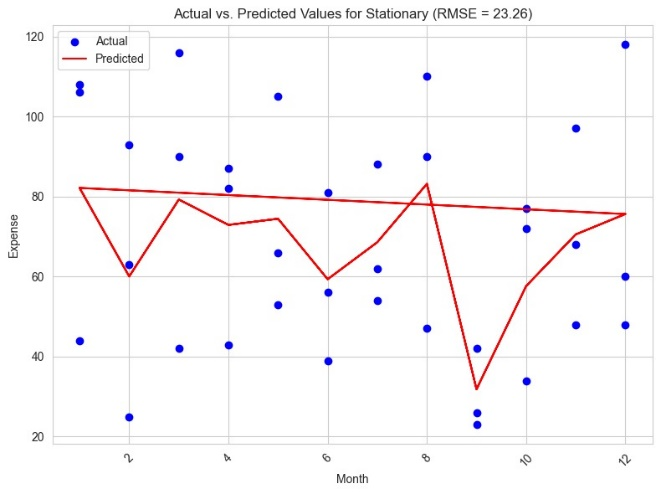 Actual vs. Predicted Values for Stationary (RMSE = 23.26)
Actual
Predicted
120
100
80
60
40
20
Expense
2
4
6
8
10
12
Month